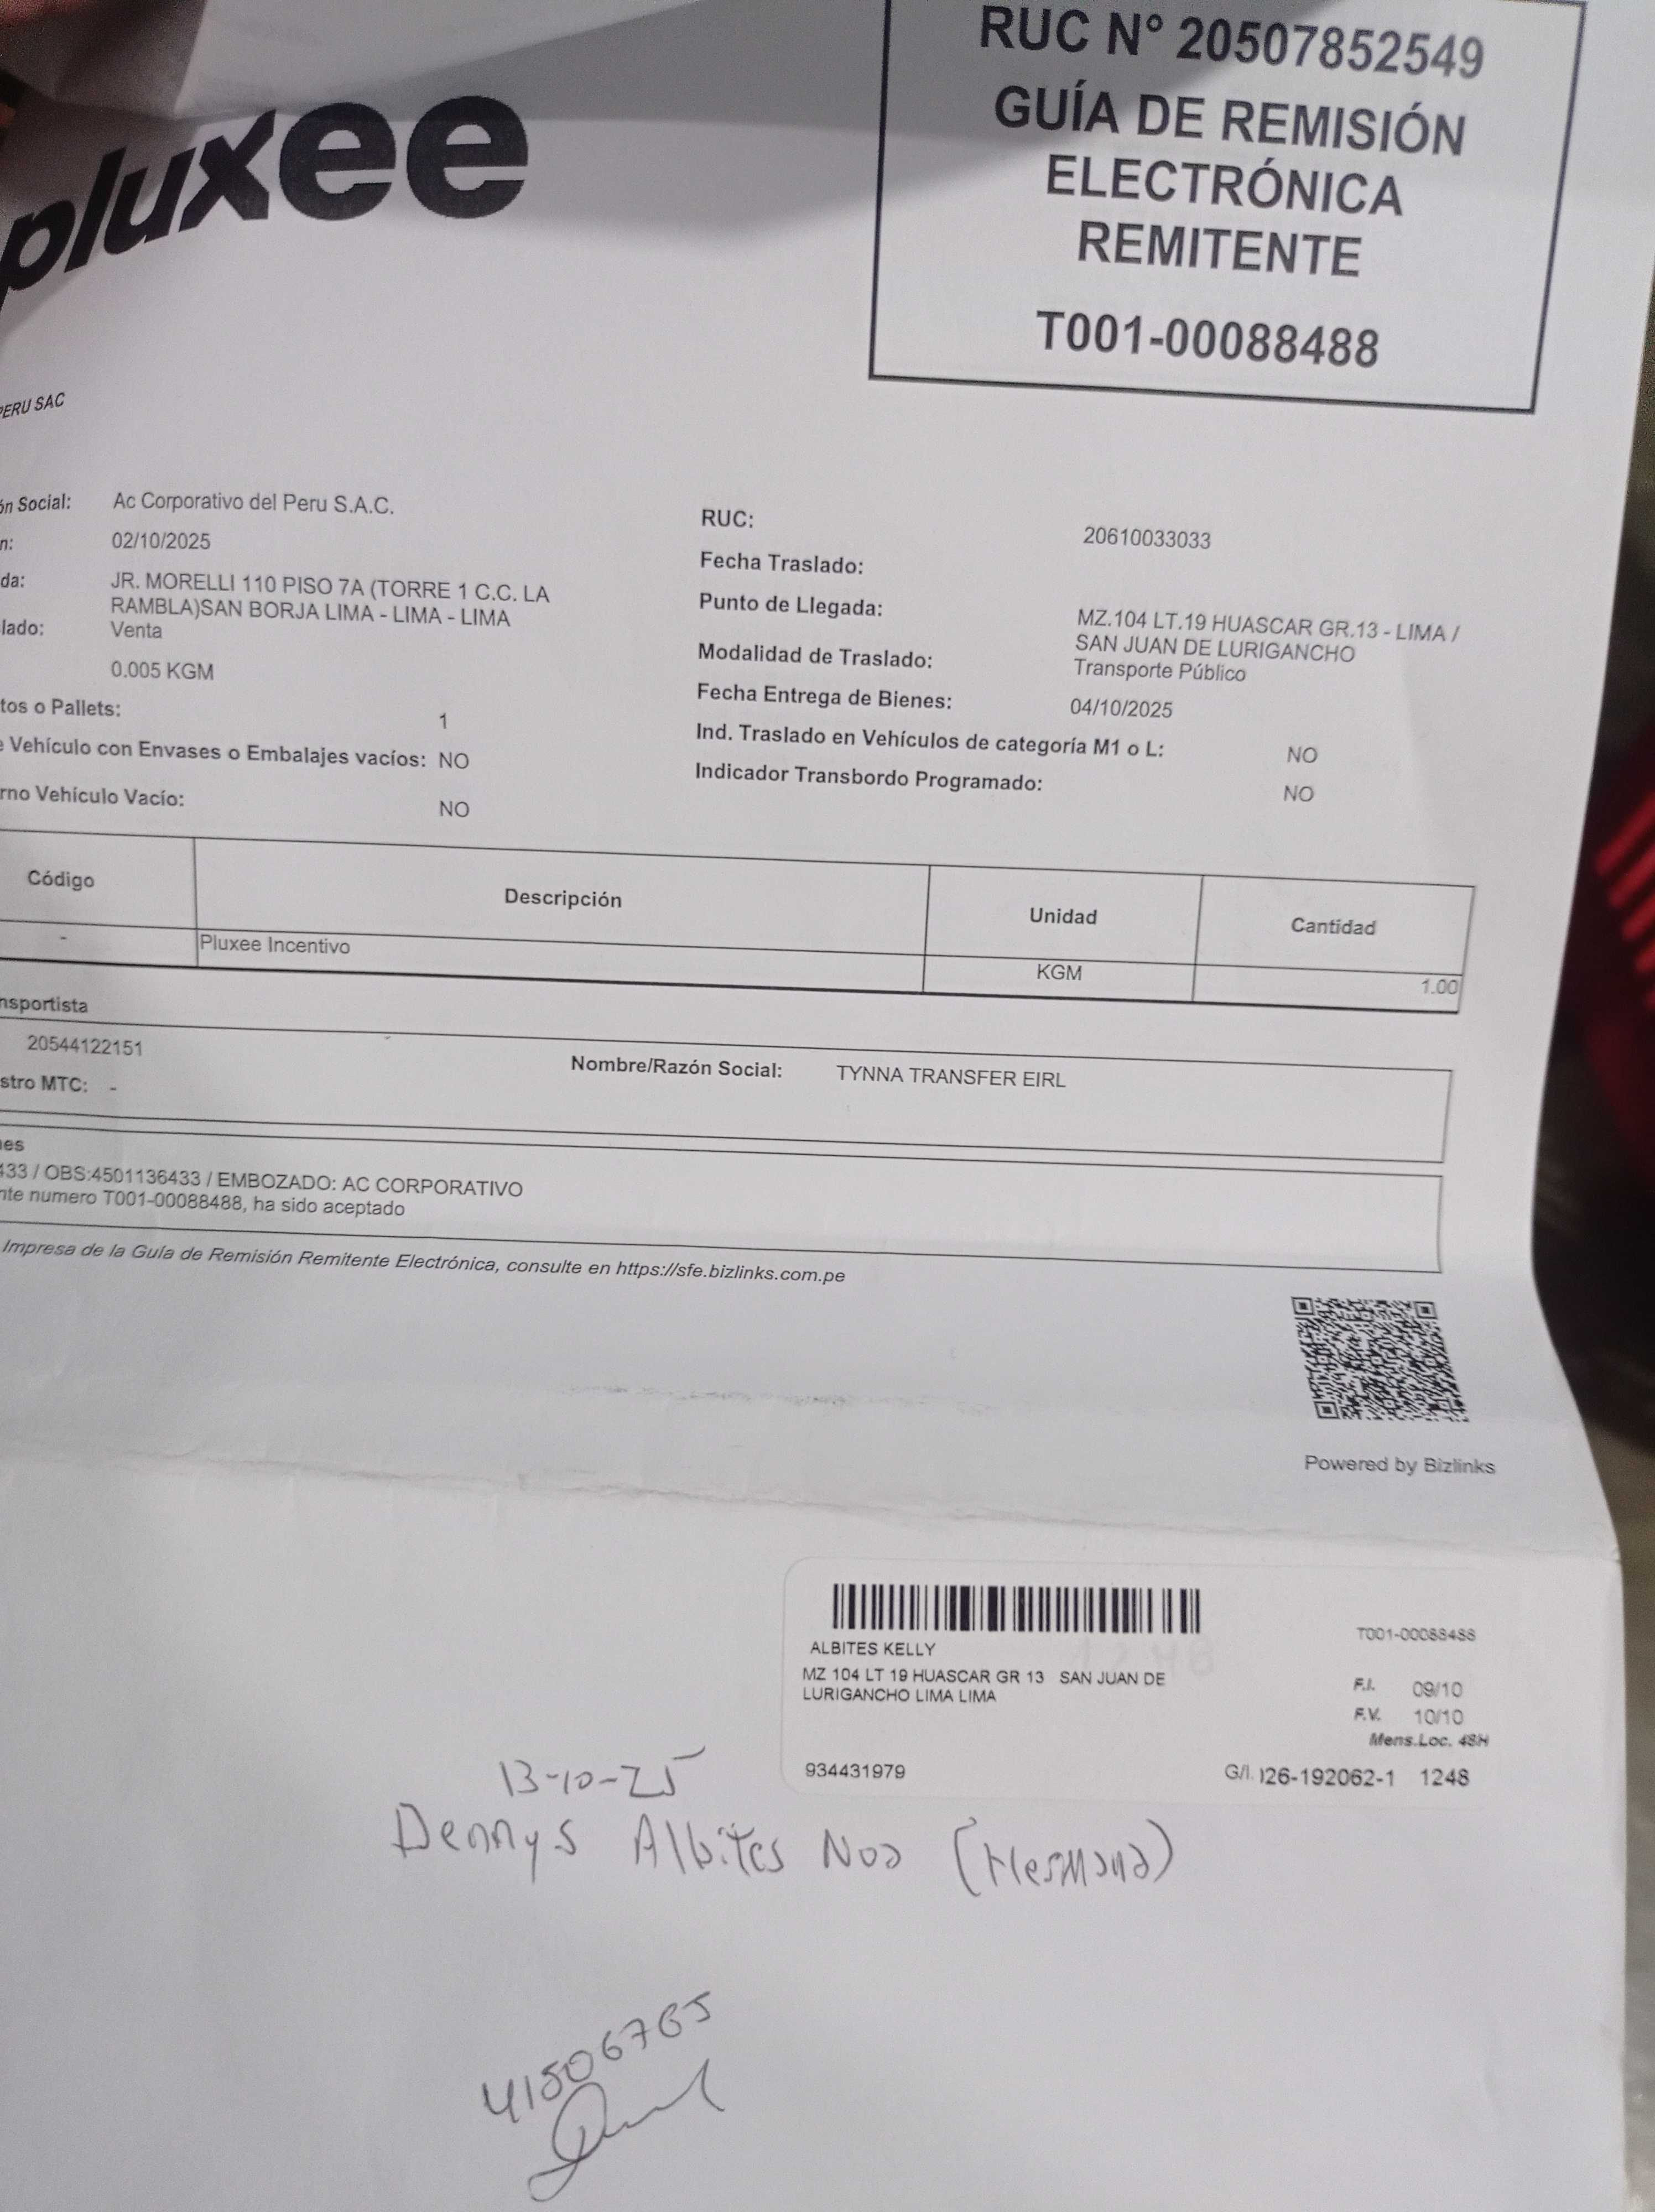 RUC N° 20507852549
GUÍA DE REMISIÓN
ELECTRÓNICA
REMITENTE
T001-00088488
pluxee
PERU SAC
ón Social: Ac Corporativo del Peru S.A.C.
n: 02/10/2025
da: JR. MORELLI 110 PISO 7A (TORRE 1 C.C. LA
RAMBLA)SAN BORJA LIMA - LIMA - LIMA
lado: Venta
0.005 KGM
tos o Pallets: 1
e Vehículo con Envases o Embalajes vacíos: NO
rno Vehículo Vacío: NO
RUC: 20610033033
Fecha Traslado:
Punto de Llegada: MZ.104 LT.19 HUASCAR GR.13 - LIMA /
SAN JUAN DE LURIGANCHO
Modalidad de Traslado: Transporte Público
Fecha Entrega de Bienes: 04/10/2025
Ind. Traslado en Vehículos de categoría M1 o L: NO
Indicador Transbordo Programado: NO
Código Descripción Unidad Cantidad
- Pluxee Incentivo KGM 1.00
nsportista
20544122151 Nombre/Razón Social: TYNNA TRANSFER EIRL
stro MTC: -
nes
433 / OBS:4501136433 / EMBOZADO: AC CORPORATIVO
nte numero T001-00088488, ha sido aceptado
Impresa de la Guía de Remisión Remitente Electrónica, consulte en https://sfe.bizlinks.com.pe
Powered by Bizlinks
ALBITES KELLY
T001-00088488
MZ 104 LT 19 HUASCAR GR 13 SAN JUAN DE
LURIGANCHO LIMA LIMA
F.I. 09/10
F.V. 10/10
Mens.Loc. 48H
934431979
G/I. 026-192062-1 1248
13-10-25
Dennys Albites Noa (Hermana)
41506765